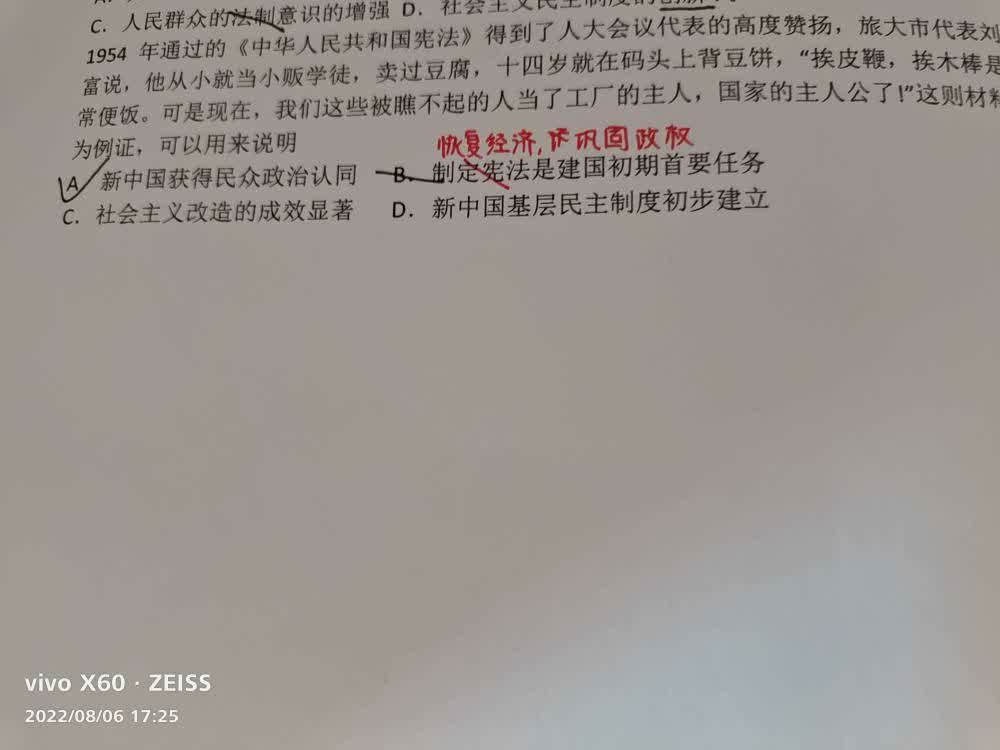 C. 人民群众的法制意识的增强 D. 社会主义民主制度的创新
1954 年通过的《中华人民共和国宪法》得到了人大会议代表的高度赞扬，旅大市代表刘
富说，他从小就当小贩学徒，卖过豆腐，十四岁就在码头上背豆饼，“挨皮鞭，挨木棒是
常便饭。可是现在，我们这些被瞧不起的人当了工厂的主人，国家的主人公了!”这则材料
为例证，可以用来说明
恢复经济, 巩固政权
A 新中国获得民众政治认同 B. 制定宪法是建国初期首要任务
C. 社会主义改造的成效显著 D. 新中国基层民主制度初步建立
vivo X60 · ZEISS
2022/08/06 17:25